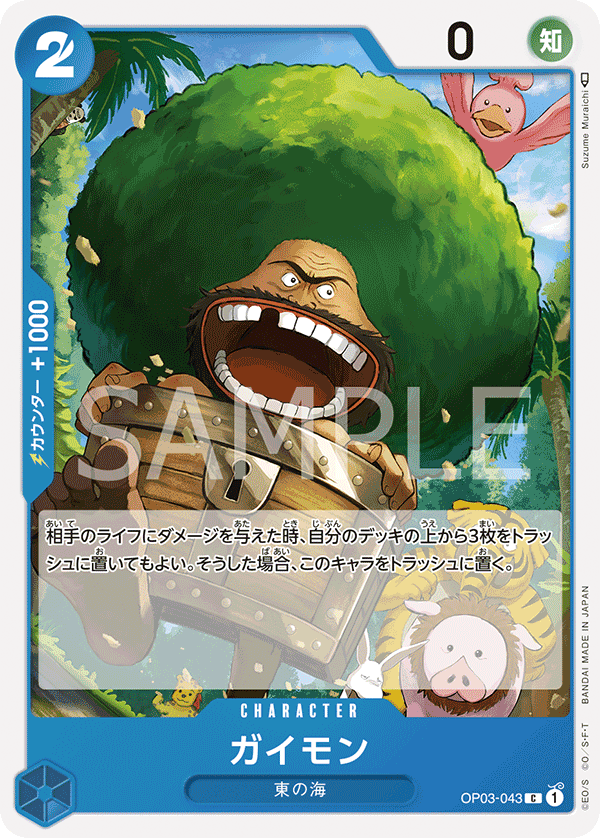 2
0
知
Suzume Muraichi
カウンター +1000
SAMPLE
相手のライフにダメージを与えた時、自分のデッキの上から3枚をトラッ
シュに置いてもよい。そうした場合、このキャラをトラッシュに置く。
CHARACTER
ガイモン
東の海
OP03-043 C 1
©E.O/S ©O/S・F・T BANDAI MADE IN JAPAN